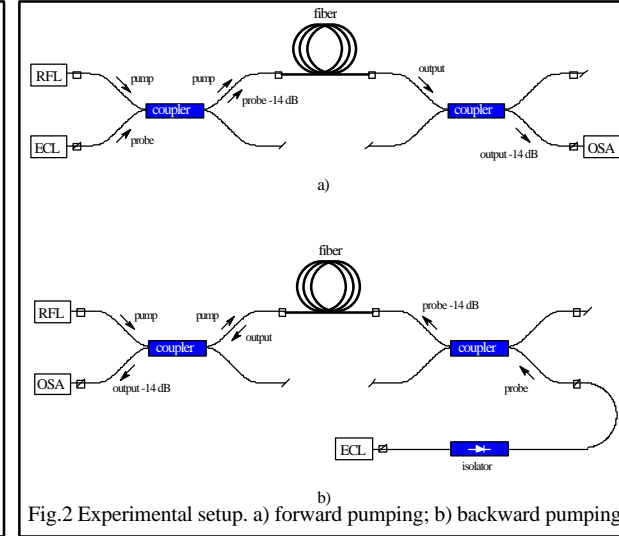 fiber
RFL
pump
pump
output
probe -14 dB
coupler
coupler
ECL
probe
output -14 dB
OSA
a)
fiber
RFL
pump
pump
probe -14 dB
output
coupler
coupler
OSA
output -14 dB
probe
ECL
isolator
b)
Fig.2 Experimental setup. a) forward pumping; b) backward pumping